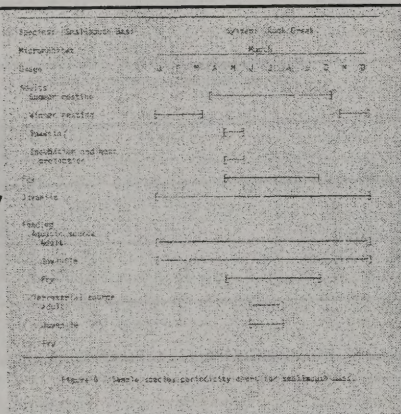 Species: Smallmouth Bass System: Rock Creek
Microhabitat Month
Usage J F M A M J J A S O N D
Adults
Summer resting
Winter resting
Spawning
Incubation and nest
protection
Fry
Juvenile
Feeding
Aquatic source
Adult
Juvenile
Fry
Terrestrial source
Adult
Juvenile
Fry
Figure 6 Sample species periodicity chart for smallmouth bass.